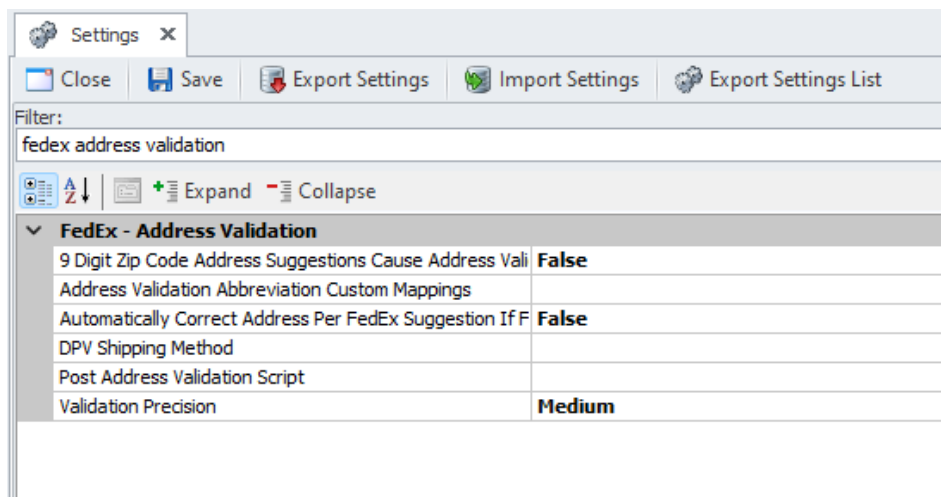 Settings X
Close Save Export Settings Import Settings Export Settings List
Filter:
fedex address validation
A Z Expand Collapse
FedEx - Address Validation
9 Digit Zip Code Address Suggestions Cause Address Vali False
Address Validation Abbreviation Custom Mappings
Automatically Correct Address Per FedEx Suggestion If F False
DPV Shipping Method
Post Address Validation Script
Validation Precision Medium